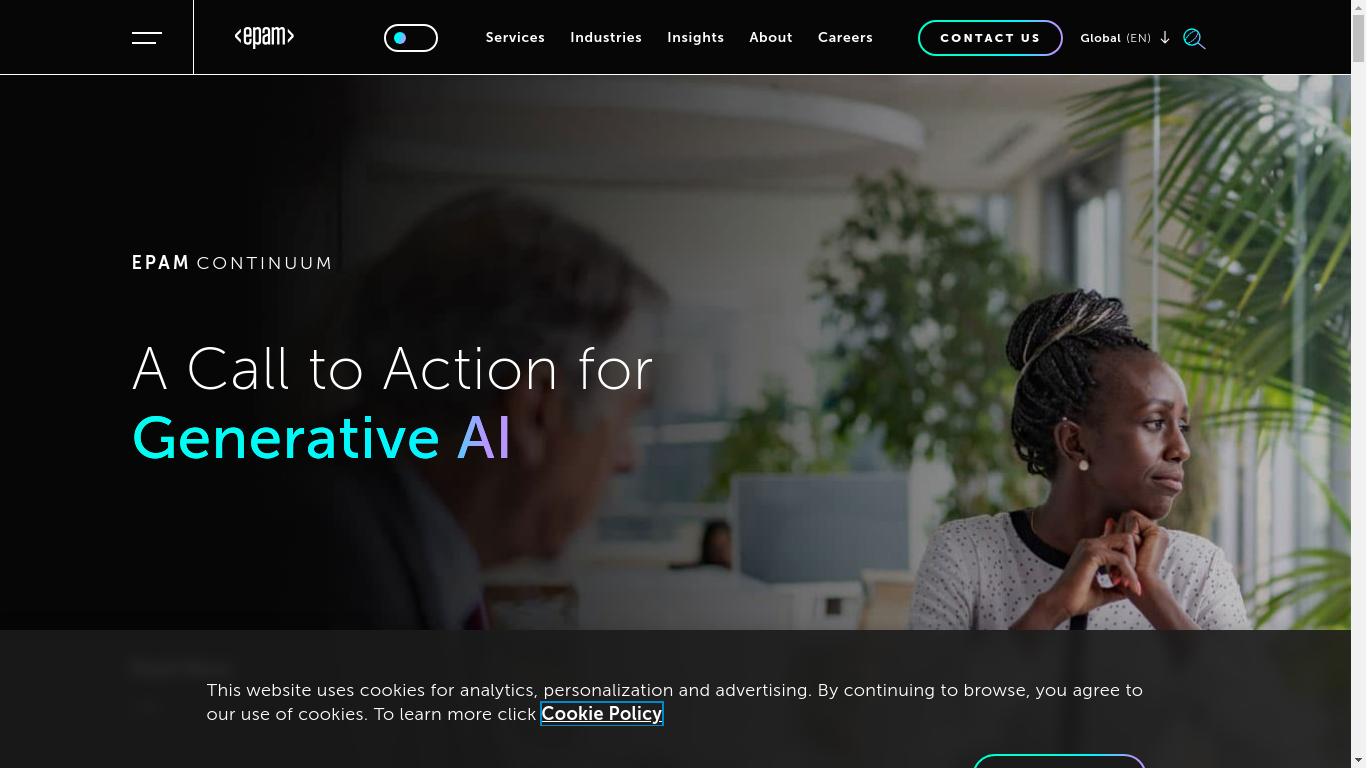 <epam>
Services
Industries
Insights
About
Careers
CONTACT US
Global (EN)
EPAM CONTINUUM
A Call to Action for
Generative AI
This website uses cookies for analytics, personalization and advertising. By continuing to browse, you agree to
our use of cookies. To learn more click Cookie Policy